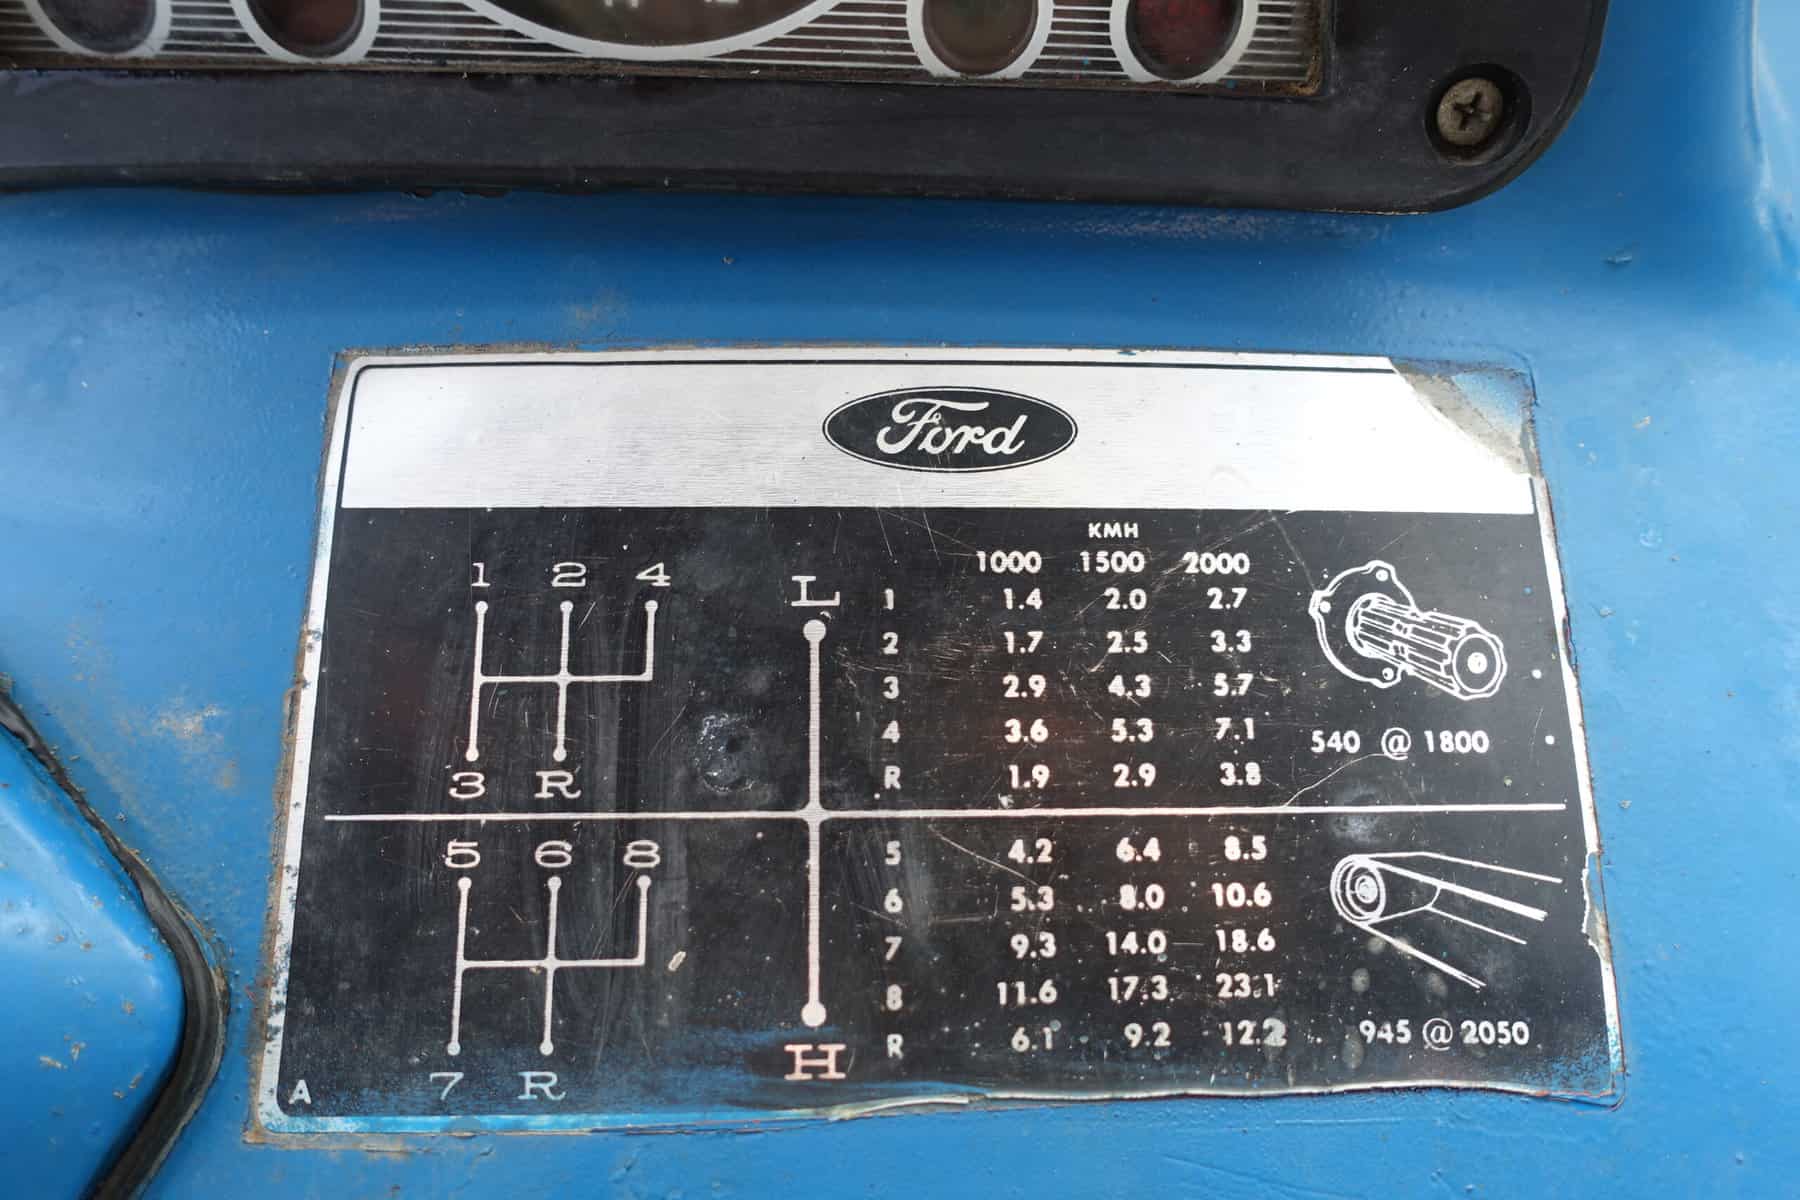 Ford
KMH
1000 1500 2000
1 2 4
L
1 1.4 2.0 2.7
2 1.7 2.5 3.3
3 2.9 4.3 5.7
4 3.6 5.3 7.1
540 @ 1800
3 R
R 1.9 2.9 3.8
5 6 8
5 4.2 6.4 8.5
6 5.3 8.0 10.6
7 9.3 14.0 18.6
8 11.6 17.3 23.1
R 6.1 9.2 12.2
945 @ 2050
H
7 R
A